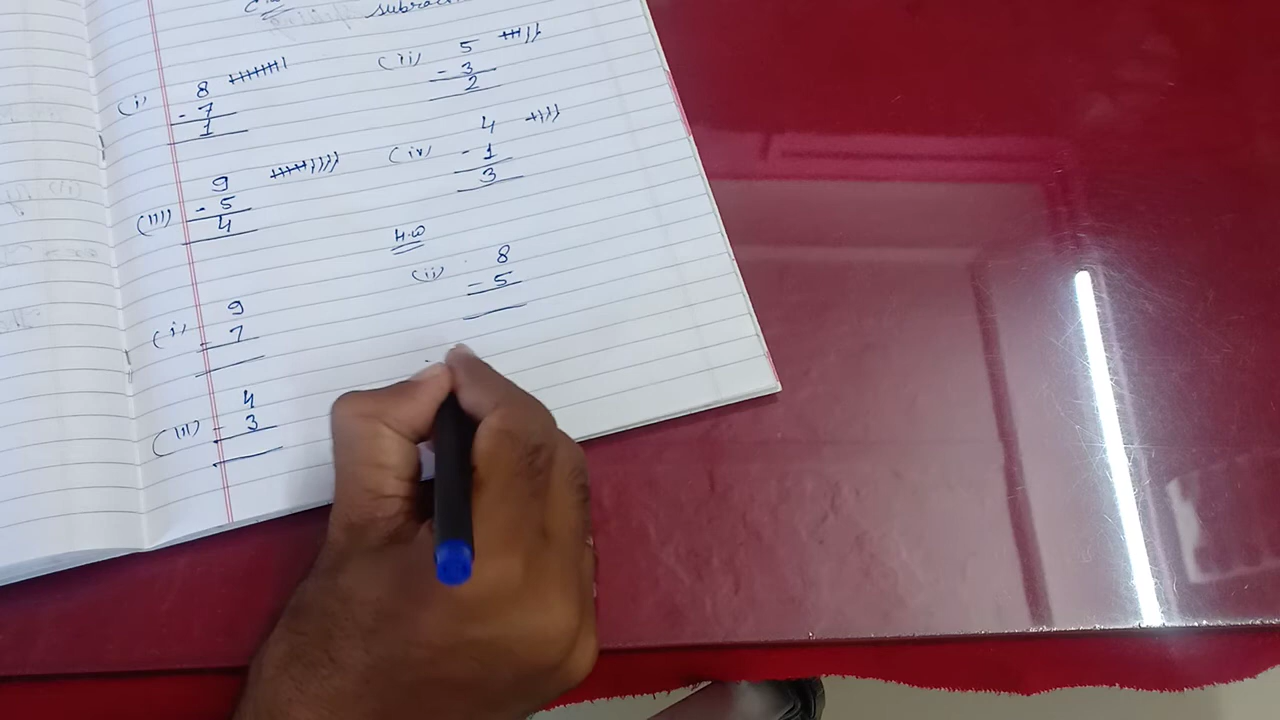 (i) 8 (ii) 5
- 7 - 3
1 2
(iii) 9 (iv) 4
- 5 - 1
4 3
H.W
(i) 9 (ii) 8
- 7 - 5
(iii) 4
- 3